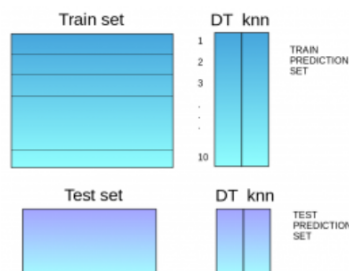 Train set
DT knn
1
2
3
.
.
.
10
TRAIN
PREDICTION
SET
Test set
DT knn
TEST
PREDICTION
SET